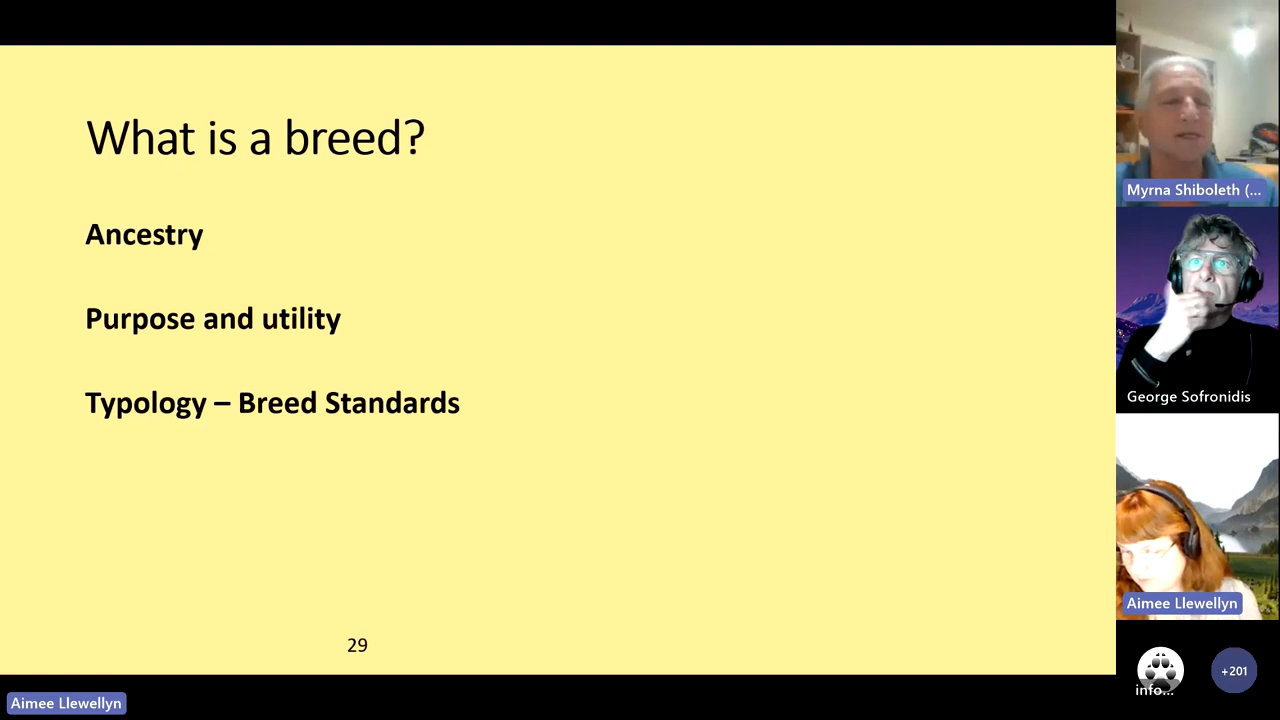 What is a breed?
Ancestry
Purpose and utility
Typology – Breed Standards
29
Aimee Llewellyn
Myrna Shiboleth (...
George Sofronidis
Aimee Llewellyn
info...
+201